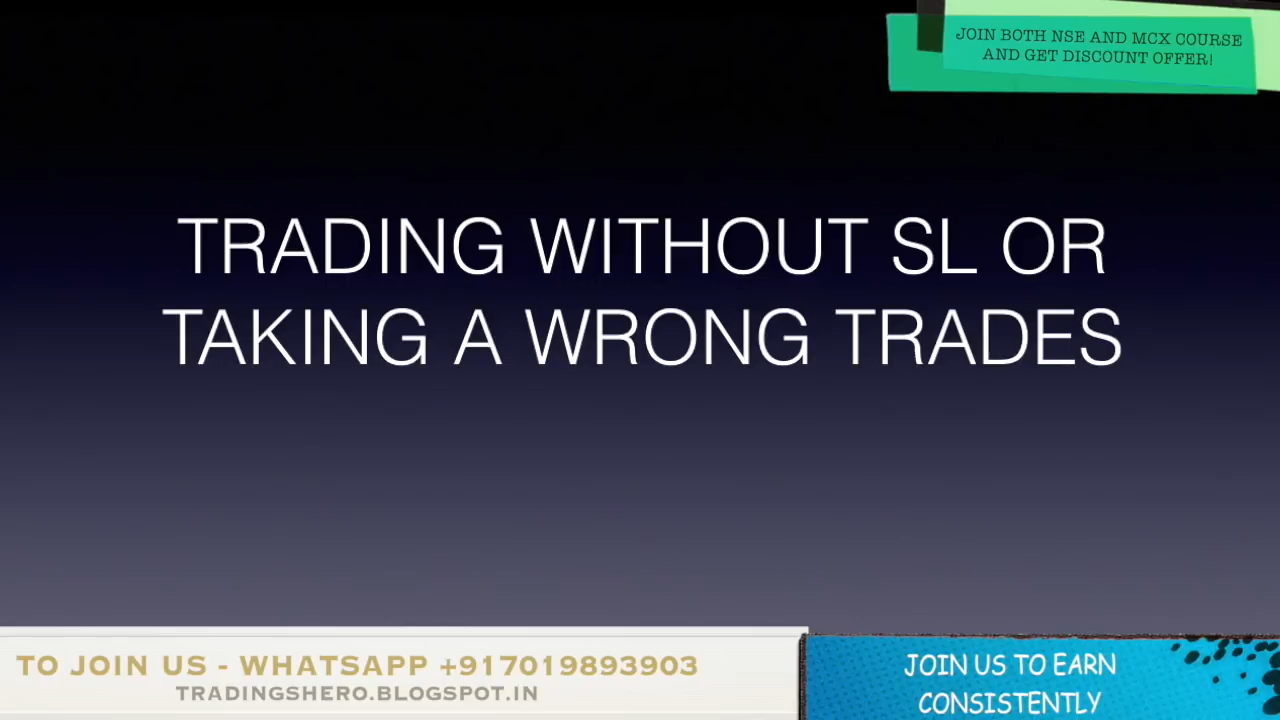 JOIN BOTH NSE AND MCX COURSE
AND GET DISCOUNT OFFER!
TRADING WITHOUT SL OR
TAKING A WRONG TRADES
TO JOIN US - WHATSAPP +917019893903
TRADINGSHERO.BLOGSPOT.IN
JOIN US TO EARN
CONSISTENTLY